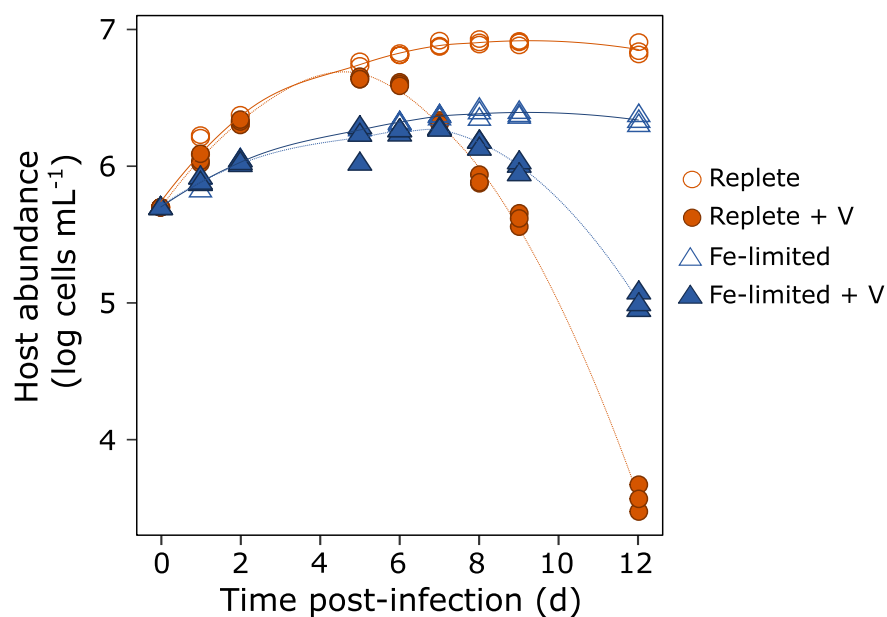 7
6
5
4
Host abundance
(log cells mL⁻¹)
0 2 4 6 8 10 12
Time post-infection (d)
Replete
Replete + V
Fe-limited
Fe-limited + V